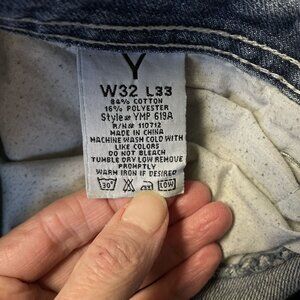 Y
W32 L33
84% COTTON
16% POLYESTER
Style# YMP 619A
R/N# 110712
MADE IN CHINA
MACHINE WASH COLD WITH
LIKE COLORS
DO NOT BLEACH
TUMBLE DRY LOW REMOVE
PROMPTLY
WARM IRON IF DESIRED
30° LOW